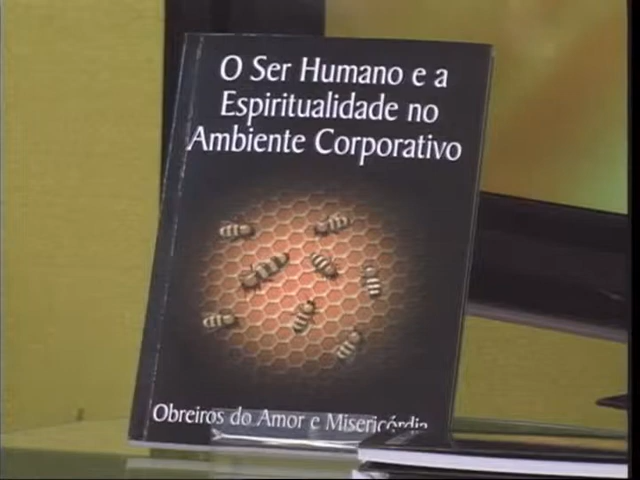 O Ser Humano e a
Espiritualidade no
Ambiente Corporativo
Obreiros do Amor e Misericórdia